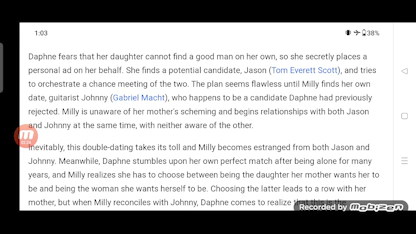 1:03
38%
Daphne fears that her daughter cannot find a good man on her own, so she secretly places a
personal ad on her behalf. She finds a potential candidate, Jason (Tom Everett Scott), and tries
to orchestrate a chance meeting of the two. The plan seems flawless until Milly finds her own
date, guitarist Johnny (Gabriel Macht), who happens to be a candidate Daphne had previously
rejected. Milly is unaware of her mother's scheming and begins relationships with both Jason
and Johnny at the same time, with neither aware of the other.
Inevitably, this double-dating takes its toll and Milly becomes estranged from both Jason and
Johnny. Meanwhile, Daphne stumbles upon her own perfect match after being alone for many
years, and Milly realizes she has to choose between being the daughter her mother wants her to
be and being the woman she wants herself to be. Choosing the latter leads to a row with her
mother, but when Milly reconciles with Johnny, Daphne comes to realize that this is the
Recorded by Mobizen